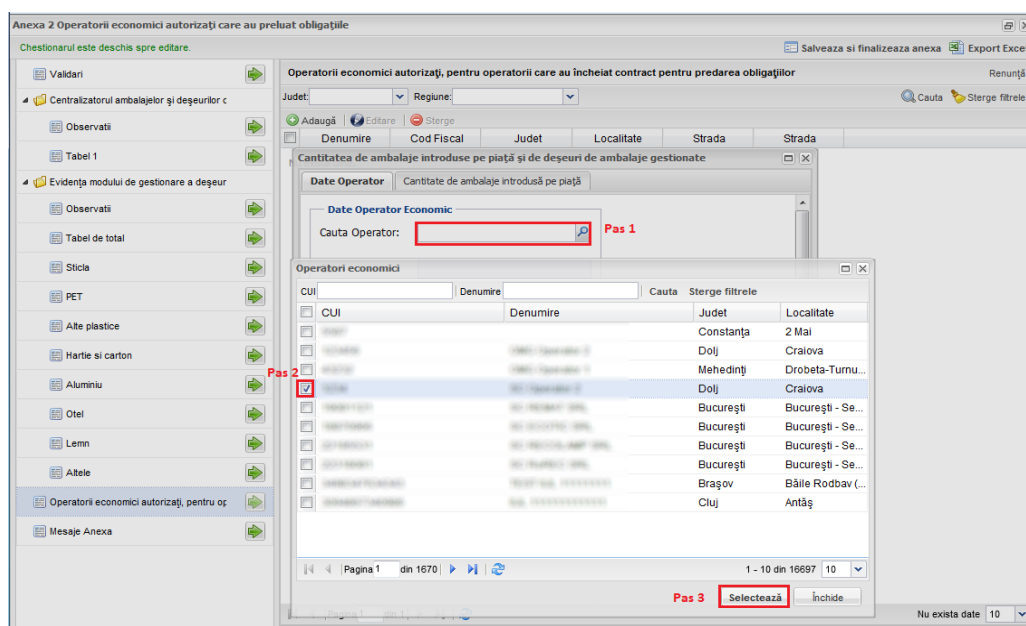 Anexa 2 Operatorii economici autorizaţi care au preluat obligaţiile
Chestionarul este deschis spre editare.
Salveaza si finalizeaza anexa Export Exce
Validari
Centralizatorul ambalajelor şi deşeurilor c
Observatii
Tabel 1
Evidenţa modului de gestionare a deşeur
Observatii
Tabel de total
Sticla
PET
Alte plastice
Hartie si carton
Aluminiu
Otel
Lemn
Altele
Operatorii economici autorizaţi, pentru op
Mesaje Anexa
Operatorii economici autorizaţi, pentru operatorii care au încheiat contract pentru predarea obligaţiilor
Renunţă
Judet: Regiune: Cauta Sterge filtrele
Adaugă Editare Sterge
Denumire Cod Fiscal Judet Localitate Strada Strada
Cantitatea de ambalaje introduse pe piaţă şi de deşeuri de ambalaje gestionate
Date Operator Cantitate de ambalaje introdusă pe piaţă
Date Operator Economic
Cauta Operator: Pas 1
Operatori economici
CUI Denumire Cauta Sterge filtrele
CUI Denumire Judet Localitate
Constanţa 2 Mai
Dolj Craiova
Mehedinţi Drobeta-Turnu...
Pas 2
Dolj Craiova
Bucureşti Bucureşti - Se...
Bucureşti Bucureşti - Se...
Bucureşti Bucureşti - Se...
Bucureşti Bucureşti - Se...
Braşov Băile Rodbav (...
Cluj Antăş
Pagina 1 din 1670 1 - 10 din 16697 10
Pas 3 Selectează Închide
Pagina 1 din 1 Nu exista date 10